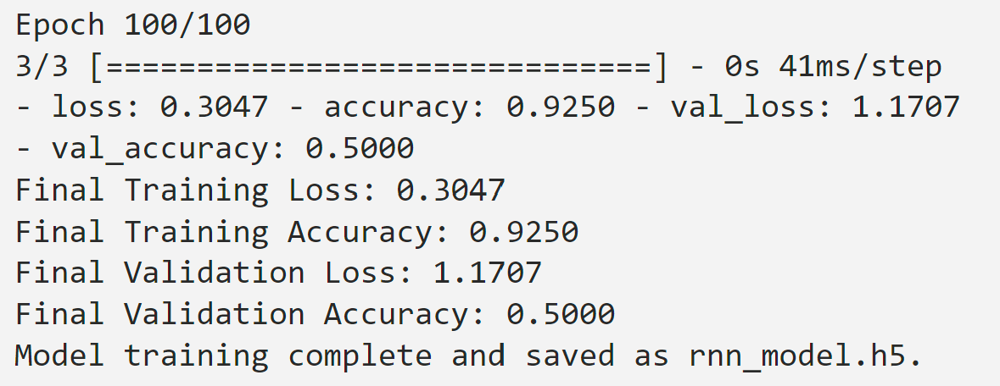 Epoch 100/100
3/3 [==============================] - 0s 41ms/step
- loss: 0.3047 - accuracy: 0.9250 - val_loss: 1.1707
- val_accuracy: 0.5000
Final Training Loss: 0.3047
Final Training Accuracy: 0.9250
Final Validation Loss: 1.1707
Final Validation Accuracy: 0.5000
Model training complete and saved as rnn_model.h5.